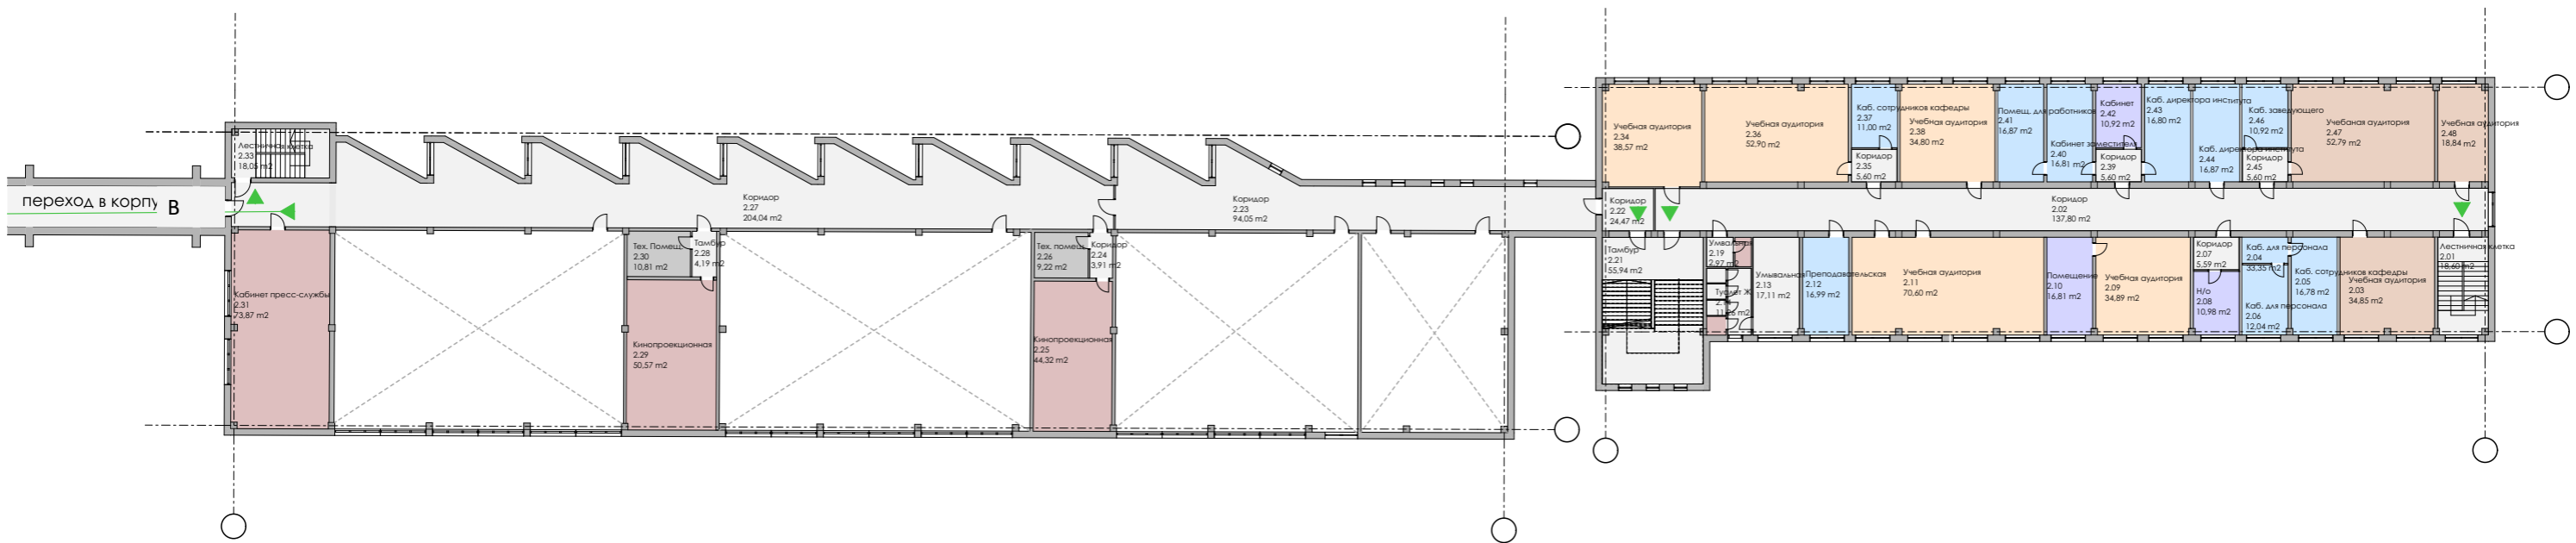 переход в корпу
В
Лестничная клетка
2.33
18,05 m2
Коридор
2.27
204,04 m2
Коридор
2.23
94,05 m2
Кабинет пресс-службы
2.31
73,87 m2
Тех. Помещ.
2.30
10,81 m2
Тамбур
2.28
4,19 m2
Кинопроекционная
2.29
50,57 m2
Тех. помещ.
2.26
9,22 m2
Коридор
2.24
3,91 m2
Кинопроекционная
2.25
44,32 m2
Учебная аудитория
2.34
38,57 m2
Учебная аудитория
2.36
52,90 m2
Каб. сотрудников кафедры
2.37
11,00 m2
Коридор
2.35
5,60 m2
Учебная аудитория
2.38
34,80 m2
Помещ. для работников
2.41
16,87 m2
Кабинет заместителя
2.40
16,81 m2
Кабинет
2.42
10,92 m2
Коридор
2.39
5,60 m2
Каб. директора института
2.43
16,80 m2
Каб. директора института
2.44
16,87 m2
Каб. заведующего
2.46
10,92 m2
Коридор
2.45
5,60 m2
Учебаная аудитория
2.47
52,79 m2
Учебная аудитория
2.48
18,84 m2
Коридор
2.22
24,47 m2
Коридор
2.02
137,80 m2
Тамбур
2.21
55,94 m2
Умвальная
2.19
2,97 m2
Туалет Ж
Умывальная
2.13
17,11 m2
Преподавательская
2.12
16,99 m2
Учебная аудитория
2.11
70,60 m2
Помещение
2.10
16,81 m2
Учебная аудитория
2.09
34,89 m2
Коридор
2.07
5,59 m2
Н/о
2.08
10,98 m2
Каб. для персонала
2.04
33,35 m2
Каб. для персонала
2.06
12,04 m2
Каб. сотрудников кафедры
2.05
16,78 m2
Учебная аудитория
2.03
34,85 m2
Лестничная клетка
2.01
18,60 m2